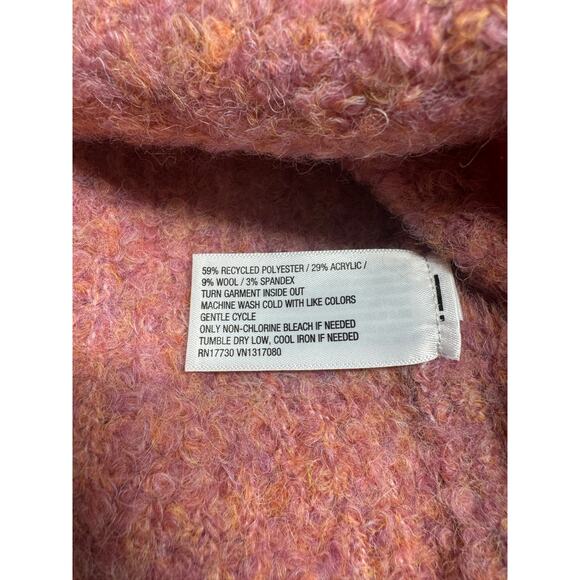 59% RECYCLED POLYESTER / 29% ACRYLIC /
9% WOOL / 3% SPANDEX
TURN GARMENT INSIDE OUT
MACHINE WASH COLD WITH LIKE COLORS
GENTLE CYCLE
ONLY NON-CHLORINE BLEACH IF NEEDED
TUMBLE DRY LOW, COOL IRON IF NEEDED
RN17730 VN1317080